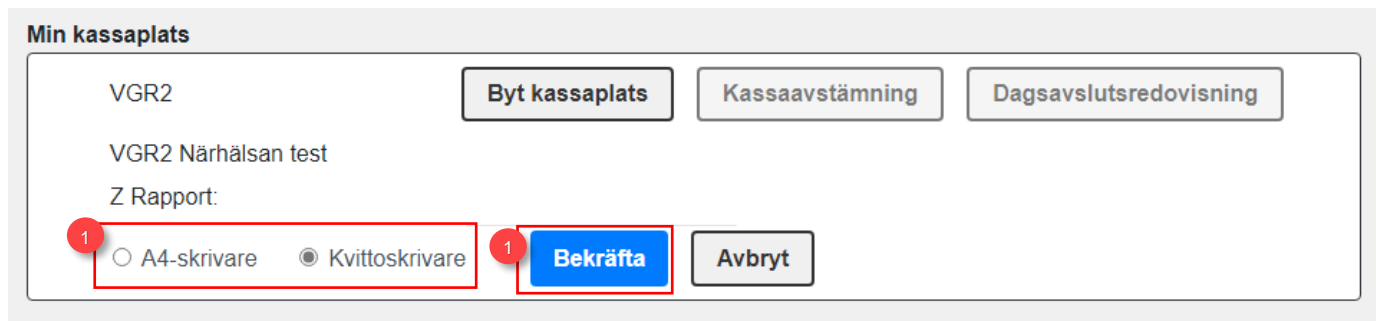 Min kassaplats
VGR2 Byt kassaplats Kassaavstämning Dagsavslutsredovisning
VGR2 Närhälsan test
Z Rapport:
1 A4-skrivare Kvittoskrivare 1 Bekräfta Avbryt